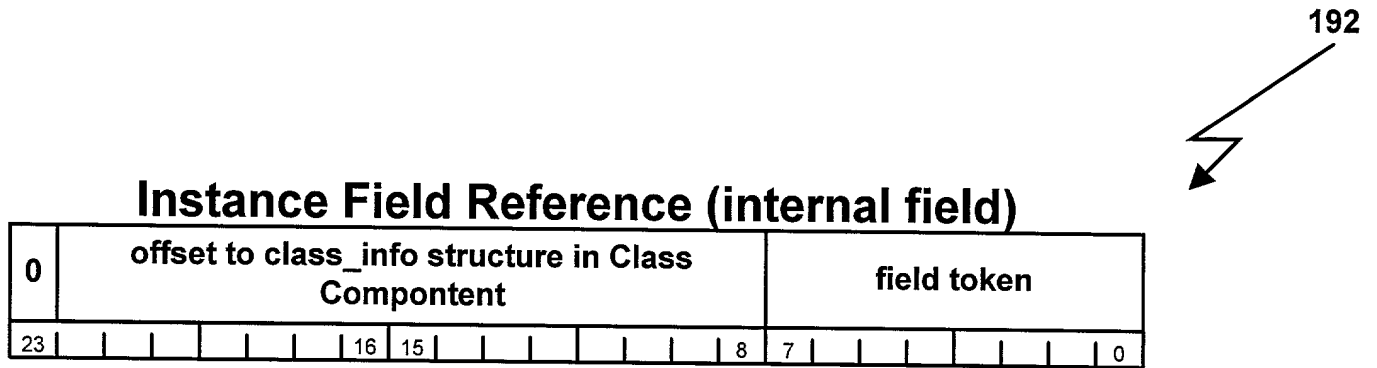 192
Instance Field Reference (internal field)
0
offset to class_info structure in Class
Compontent
field token
23 16 15 8 7 0